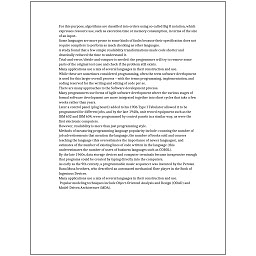 For this purpose, algorithms are classified into orders using so-called Big O notation, which
expresses resource use, such as execution time or memory consumption, in terms of the size
of an input.
Some languages are more prone to some kinds of faults because their specification does not
require compilers to perform as much checking as other languages.
A study found that a few simple readability transformations made code shorter and
drastically reduced the time to understand it.
Trial-and-error/divide-and-conquer is needed: the programmer will try to remove some
parts of the original test case and check if the problem still exists.
Many applications use a mix of several languages in their construction and use.
While these are sometimes considered programming, often the term software development
is used for this larger overall process – with the terms programming, implementation, and
coding reserved for the writing and editing of code per se.
There are many approaches to the Software development process.
Many programmers use forms of Agile software development where the various stages of
formal software development are more integrated together into short cycles that take a few
weeks rather than years.
Later a control panel (plug board) added to his 1906 Type I Tabulator allowed it to be
programmed for different jobs, and by the late 1940s, unit record equipment such as the
IBM 602 and IBM 604, were programmed by control panels in a similar way, as were the
first electronic computers.
However, readability is more than just programming style.
Methods of measuring programming language popularity include: counting the number of
job advertisements that mention the language, the number of books sold and courses
teaching the language (this overestimates the importance of newer languages), and
estimates of the number of existing lines of code written in the language (this
underestimates the number of users of business languages such as COBOL).
By the late 1960s, data storage devices and computer terminals became inexpensive enough
that programs could be created by typing directly into the computers.
As early as the 9th century, a programmable music sequencer was invented by the Persian
Banu Musa brothers, who described an automated mechanical flute player in the Book of
Ingenious Devices.
Many applications use a mix of several languages in their construction and use.
Popular modeling techniques include Object-Oriented Analysis and Design (OOAD) and
Model-Driven Architecture (MDA).